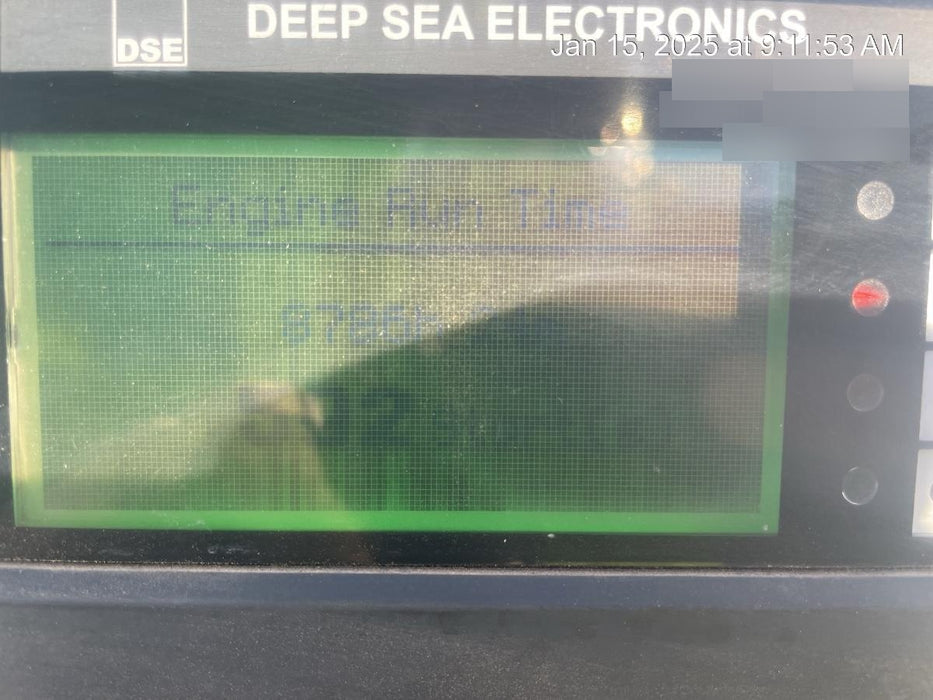 DSE
DEEP SEA ELECTRONICS
Jan 15, 2025 at 9:11:53 AM
Engine Run Time